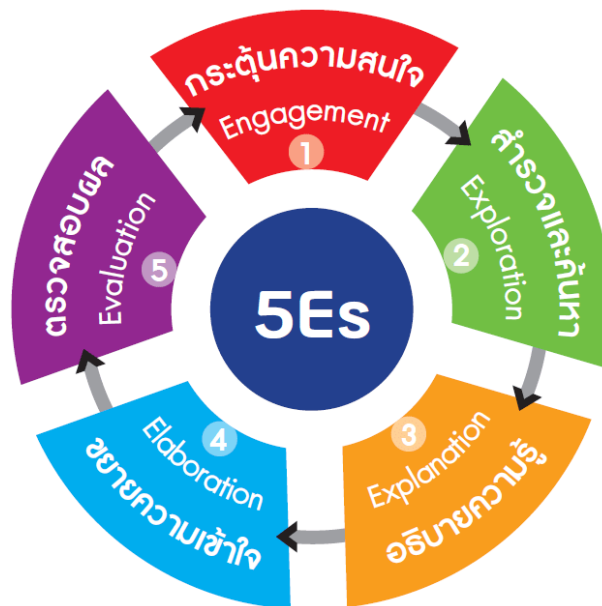 กระตุ้นความสนใจ
Engagement
1
สำรวจและค้นหา
Exploration
2
อธิบายความรู้
Explanation
3
ขยายความเข้าใจ
Elaboration
4
ตรวจสอบผล
Evaluation
5
5Es